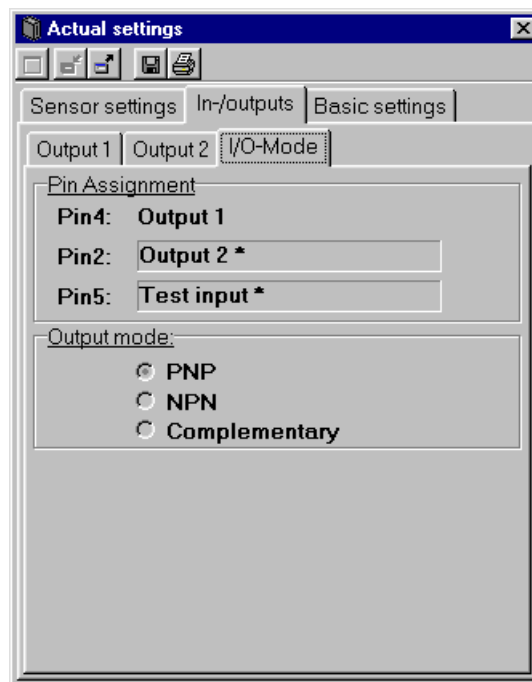 Actual settings
Sensor settings In-/outputs Basic settings
Output 1 Output 2 I/O-Mode
Pin Assignment
Pin4: Output 1
Pin2: Output 2 *
Pin5: Test input *
Output mode:
PNP
NPN
Complementary